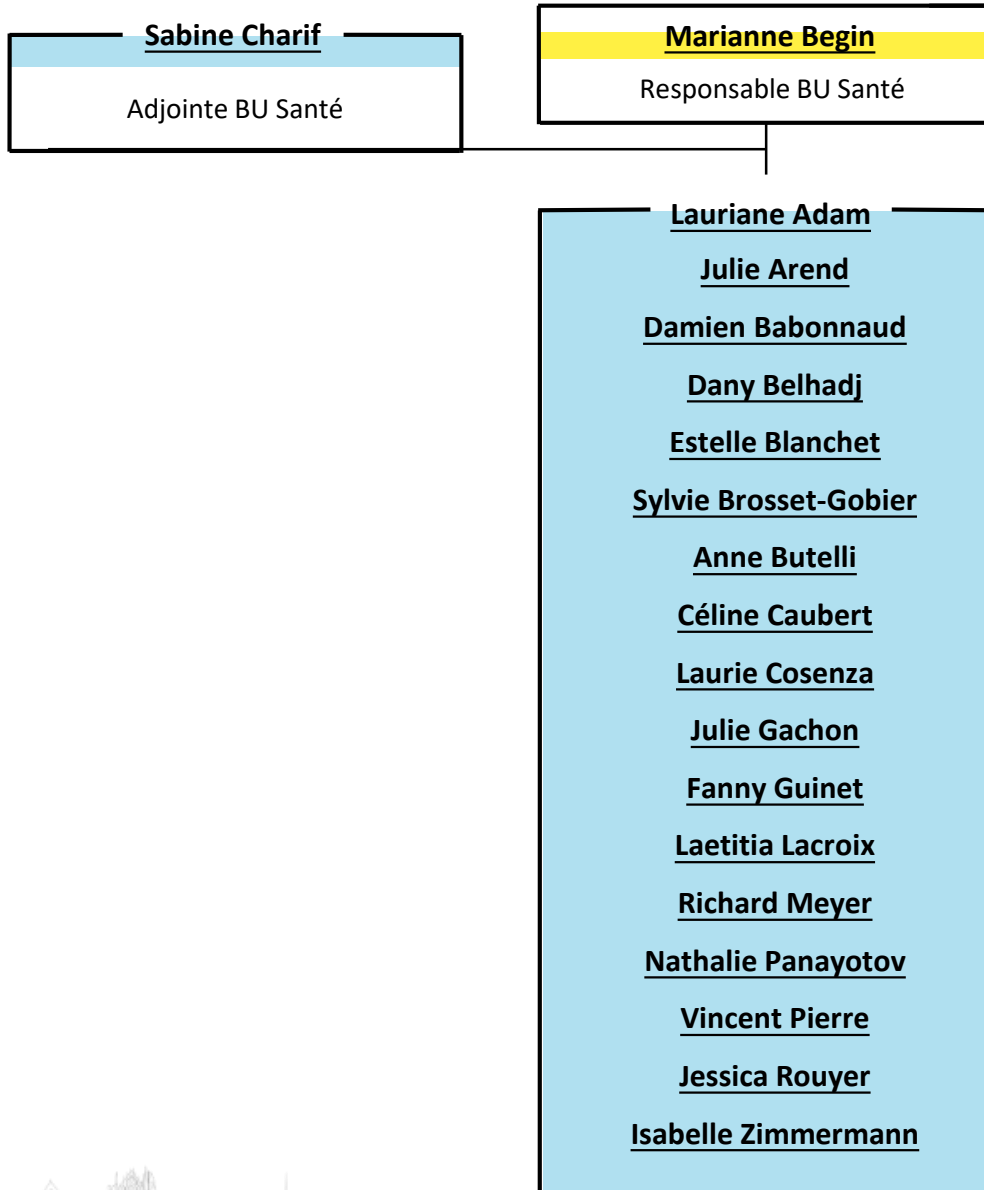 Sabine Charif
Adjointe BU Santé
Marianne Begin
Responsable BU Santé
Lauriane Adam
Julie Arend
Damien Babonnaud
Dany Belhadj
Estelle Blanchet
Sylvie Brosset-Gobier
Anne Butelli
Céline Caubert
Laurie Cosenza
Julie Gachon
Fanny Guinet
Laetitia Lacroix
Richard Meyer
Nathalie Panayotov
Vincent Pierre
Jessica Rouyer
Isabelle Zimmermann